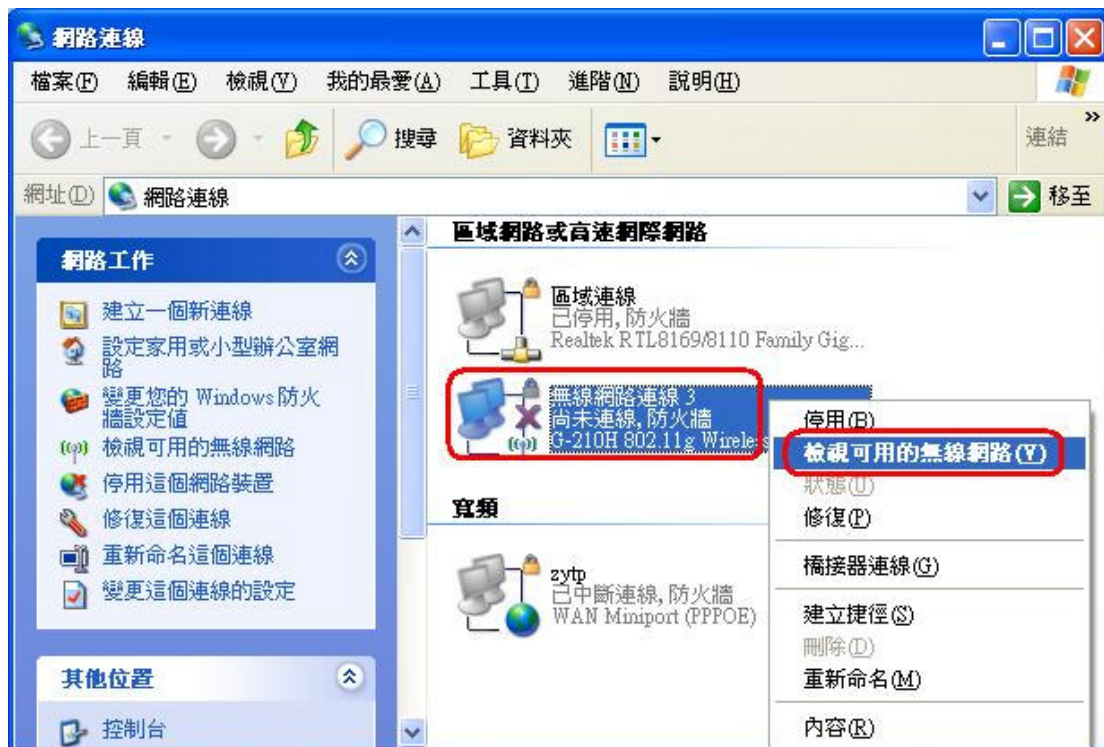 網路連線
檔案(F) 編輯(E) 檢視(V) 我的最愛(A) 工具(T) 進階(N) 說明(H)
上一頁 搜尋 資料夾 連結
網址(D) 網路連線 移至
網路工作
建立一個新連線
設定家用或小型辦公室網
路
變更您的 Windows 防火
牆設定值
檢視可用的無線網路
停用這個網路裝置
修復這個連線
重新命名這個連線
變更這個連線的設定
其他位置
控制台
區域網路或高速網際網路
區域連線
已停用, 防火牆
Realtek RTL8169/8110 Family Gig...
無線網路連線 3
尚未連線, 防火牆
G-210H 802.11g Wireless
寬頻
zytp
已中斷連線, 防火牆
WAN Miniport (PPPOE)
停用(B)
檢視可用的無線網路(V)
狀態(U)
修復(P)
橋接器連線(G)
建立捷徑(S)
刪除(D)
重新命名(M)
內容(R)